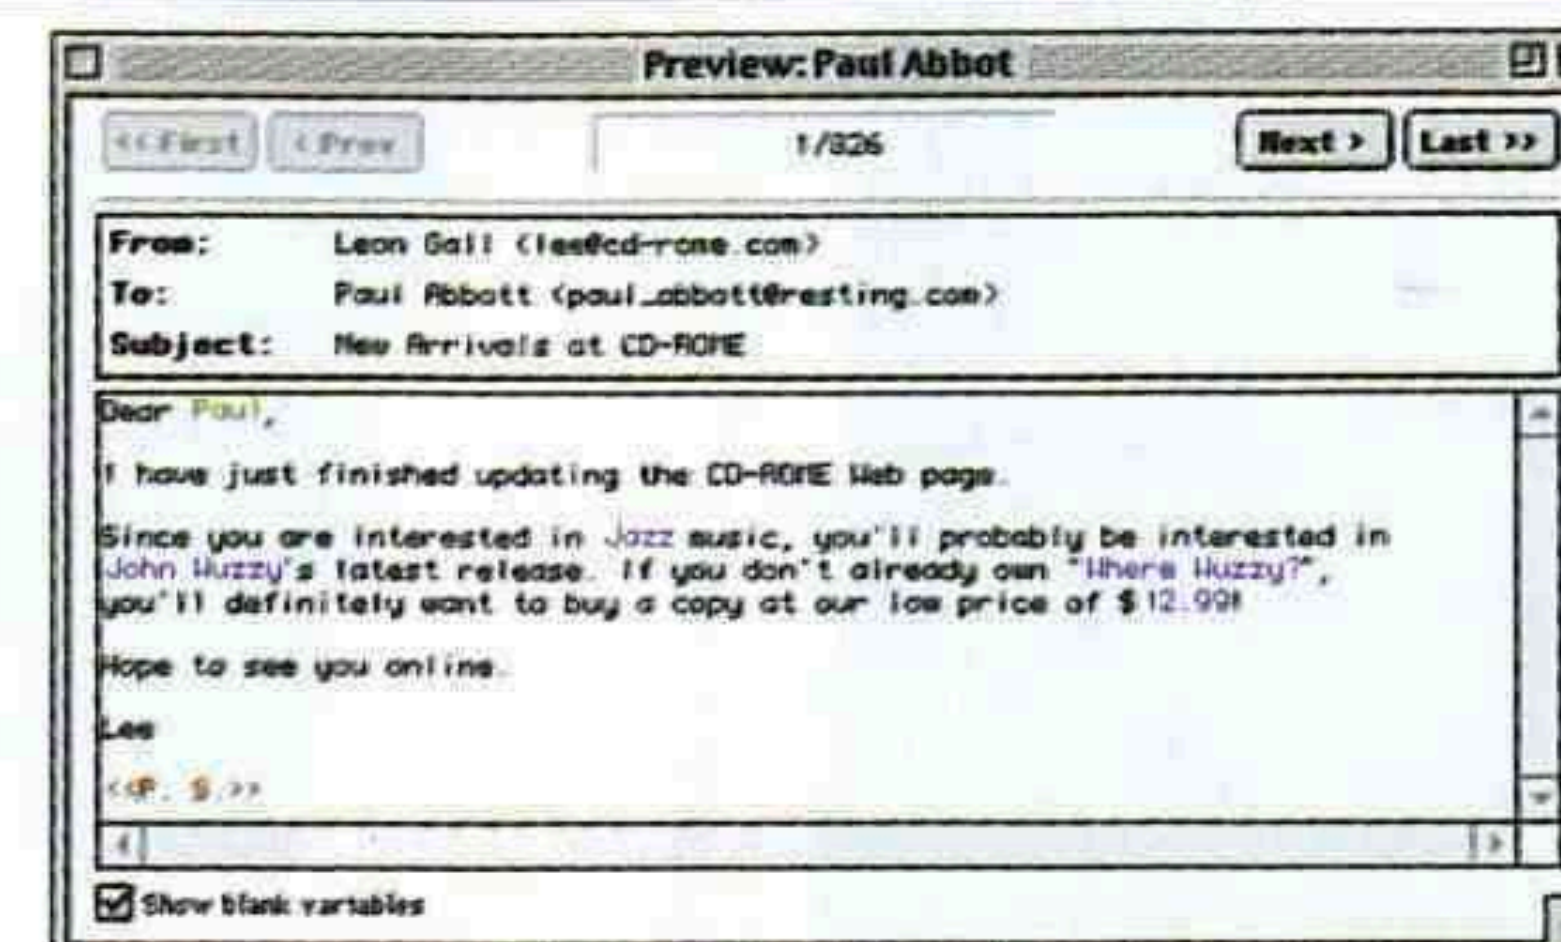 Preview: Paul Abbot
<< First < Prev 1/326 Next > Last >>
From: Leon Gall <lee@cd-rome.com>
To: Paul Abbott <paul_abbott@resting.com>
Subject: New Arrivals at CD-ROME
Dear Paul,
I have just finished updating the CD-ROME Web page.
Since you are interested in Jazz music, you'll probably be interested in
John Wuzzy's latest release. If you don't already own "Where Wuzzy?",
you'll definitely want to buy a copy at our low price of $12.99!
Hope to see you online.
Lee
<<P. S.>>
Show blank variables